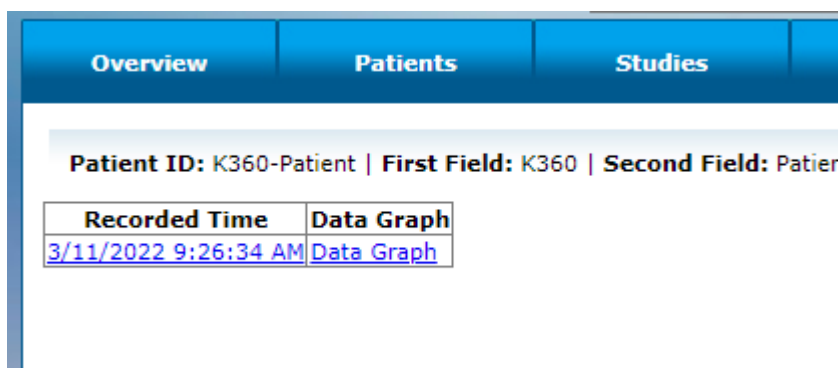 Overview Patients Studies
Patient ID: K360-Patient | First Field: K360 | Second Field:
Recorded Time Data Graph
3/11/2022 9:26:34 AM Data Graph